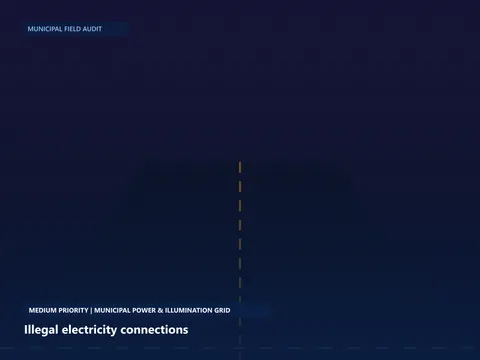 MUNICIPAL FIELD AUDIT
MEDIUM PRIORITY | MUNICIPAL POWER & ILLUMINATION GRID
Illegal electricity connections